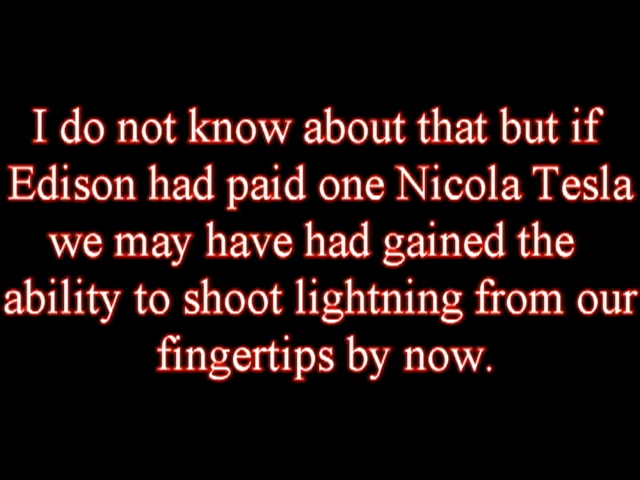 I do not know about that but if
Edison had paid one Nicola Tesla
we may have had gained the
ability to shoot lightning from our
fingertips by now.